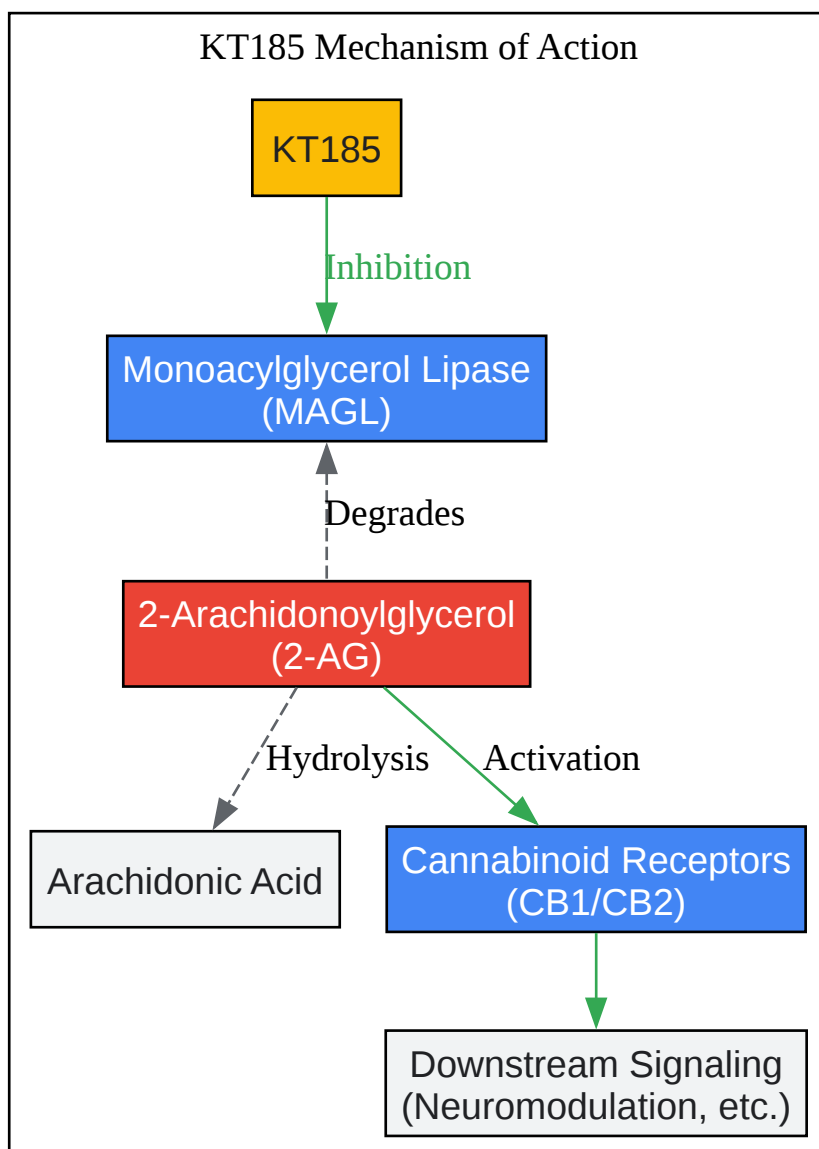 KT185 Mechanism of Action
KT185
Inhibition
Monoacylglycerol Lipase
(MAGL)
Degrades
2-Arachidonoylglycerol
(2-AG)
Hydrolysis
Activation
Arachidonic Acid
Cannabinoid Receptors
(CB1/CB2)
Downstream Signaling
(Neuromodulation, etc.)